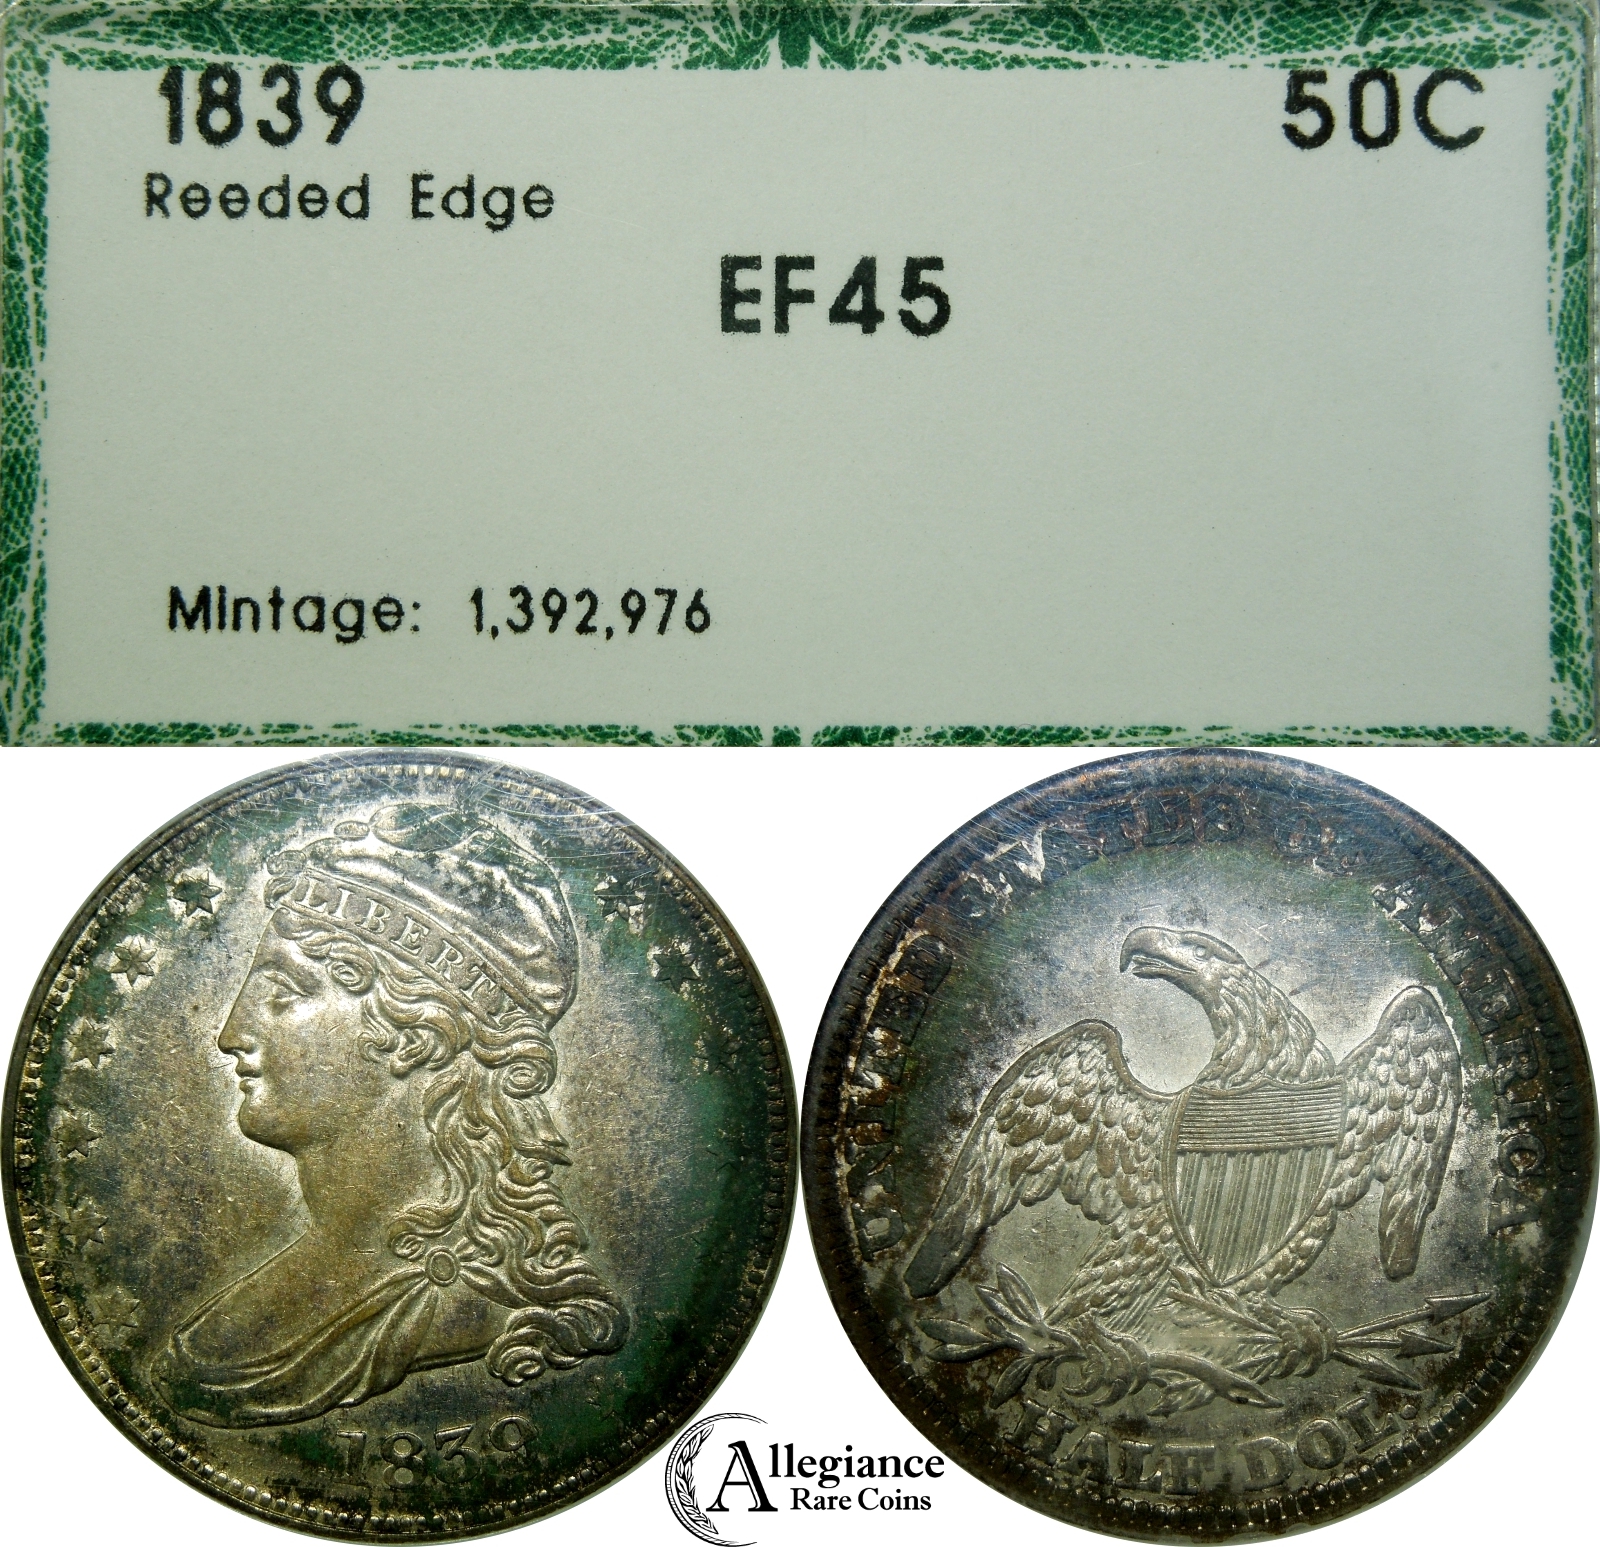 1839 50C
Reeded Edge
EF45
Mintage: 1,392,976
LIBERTY
1839
UNITED STATES OF AMERICA
HALF DOL.
Allegiance
Rare Coins